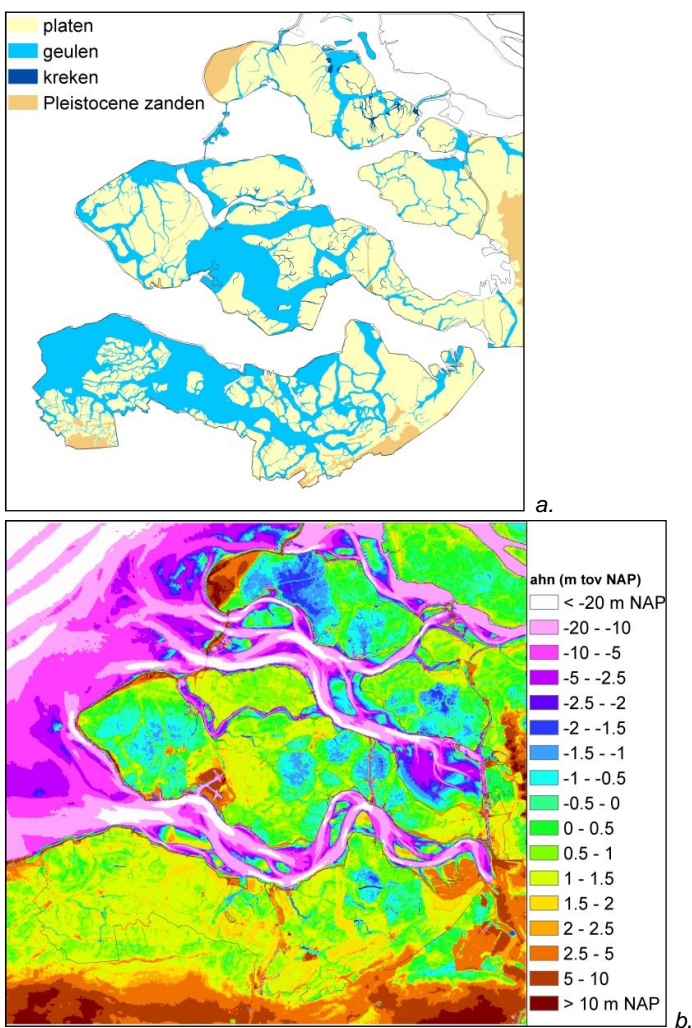 platen
geulen
kreken
Pleistocene zanden
a.
ahn (m tov NAP)
< -20 m NAP
-20 - -10
-10 - -5
-5 - -2.5
-2.5 - -2
-2 - -1.5
-1.5 - -1
-1 - -0.5
-0.5 - 0
0 - 0.5
0.5 - 1
1 - 1.5
1.5 - 2
2 - 2.5
2.5 - 5
5 - 10
> 10 m NAP
b.